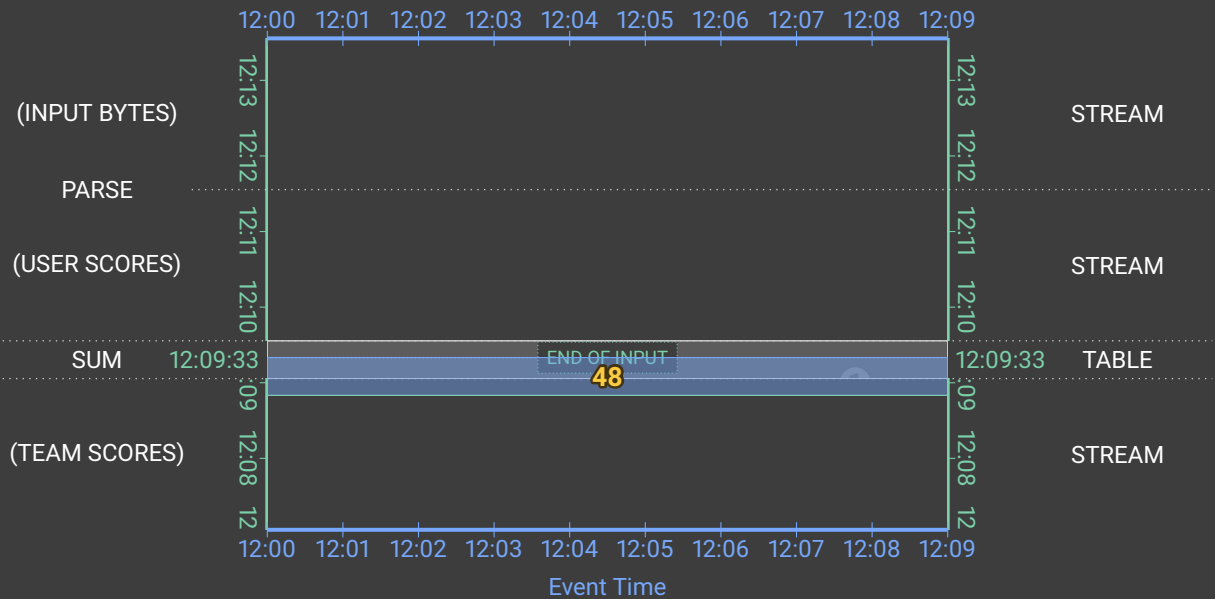 12:00 12:01 12:02 12:03 12:04 12:05 12:06 12:07 12:08 12:09
12:13 12:13
(INPUT BYTES) STREAM
12:12 12:12
PARSE
12:11 12:11
(USER SCORES) STREAM
12:10 12:10
SUM 12:09:33 END OF INPUT 12:09:33 TABLE
48
:09 :09
(TEAM SCORES) 12:08 12:08 STREAM
12 12
12:00 12:01 12:02 12:03 12:04 12:05 12:06 12:07 12:08 12:09
Event Time